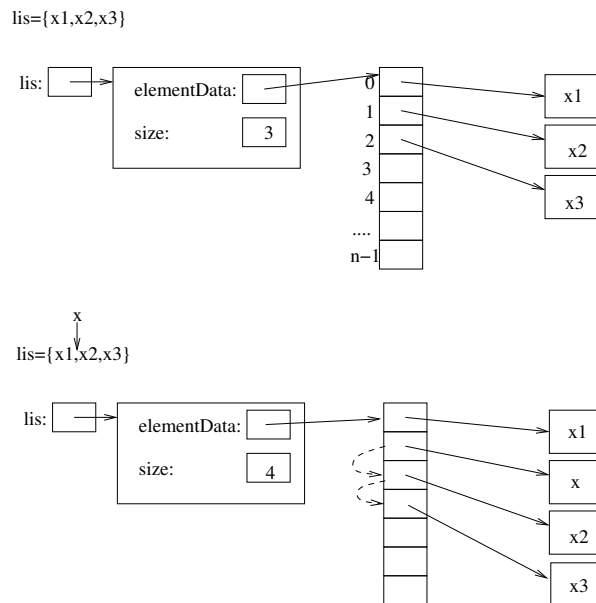 lis={x1,x2,x3}
lis:
elementData:
size: 3
0
1
2
3
4
....
n−1
x1
x2
x3
x
lis={x1,x2,x3}
lis:
elementData:
size: 4
x1
x
x2
x3